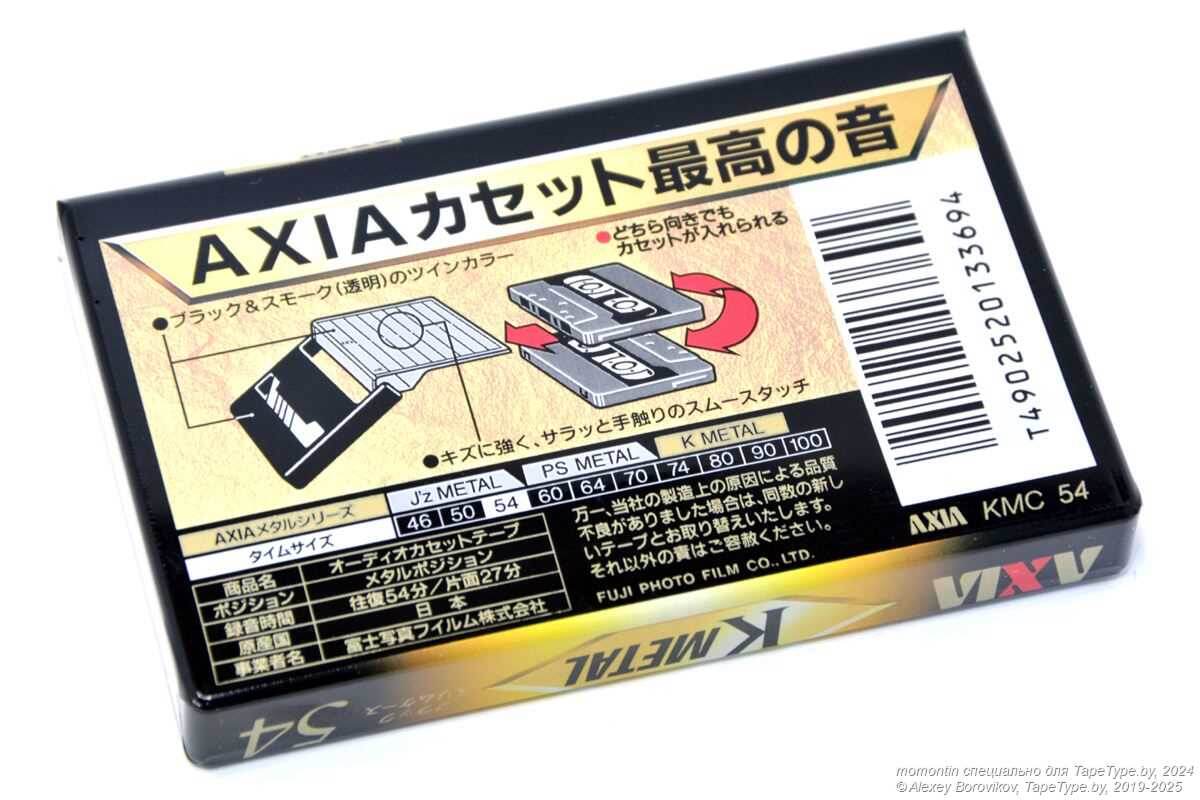 AXIAカセット最高の音
●ブラック&スモーク(透明)のツインカラー
●どちら向きでも
カセットが入れられる
●キズに強く、サラッと手触りのスムースタッチ
T4902520133694
AXIAメタルシリーズ
J'z METAL
PS METAL
K METAL
タイムサイズ
46 50 54 60 64 70 74 80 90 100
商品名 オーディオカセットテープ
ポジション メタルポジション
録音時間 往復54分/片面27分
原産国 日本
事業者名 富士写真フイルム株式会社
万一、当社の製造上の原因による品質
不良がありました場合は、同数の新し
いテープとお取り替えいたします。
それ以外の責はご容赦ください。
FUJI PHOTO FILM CO., LTD.
AXIA KMC 54
AXIA
K METAL
ブラック
スリムケース
54
momontin специально для TapeType.by, 2024
© Alexey Borovikov, TapeType.by, 2019-2025